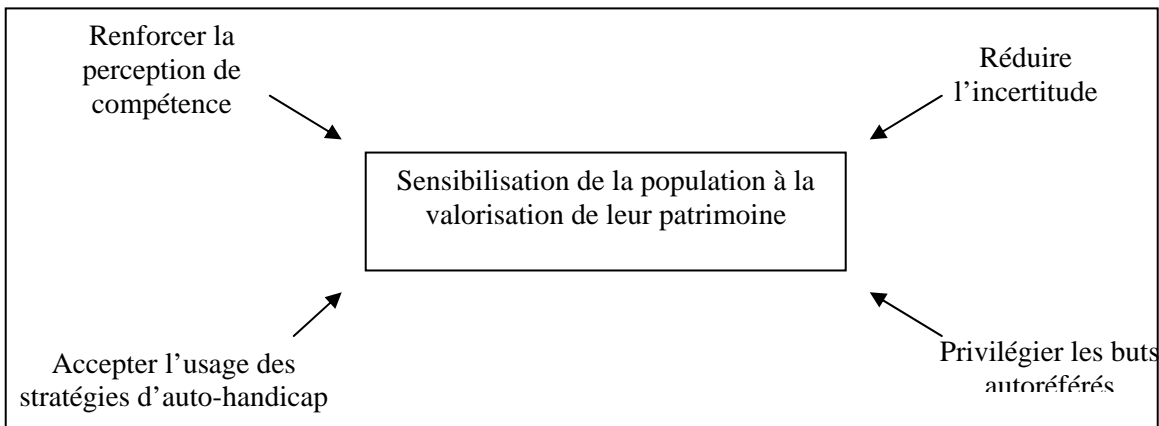 Renforcer la
perception de
compétence
Réduire
l'incertitude
Sensibilisation de la population à la
valorisation de leur patrimoine
Accepter l'usage des
stratégies d'auto-handicap
Privilégier les buts
autoréférés